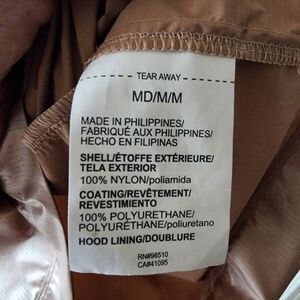 TEAR AWAY
MD/M/M
MADE IN PHILIPPINES/
FABRIQUÉ AUX PHILIPPINES/
HECHO EN FILIPINAS
SHELL/ÉTOFFE EXTÉRIEURE/
TELA EXTERIOR
100% NYLON/poliamida
COATING/REVÊTEMENT/
REVESTIMIENTO
100% POLYURETHANE/
POLYURÉTHANE/poliuretano
HOOD LINING/DOUBLURE
RN#96510
CA#41095